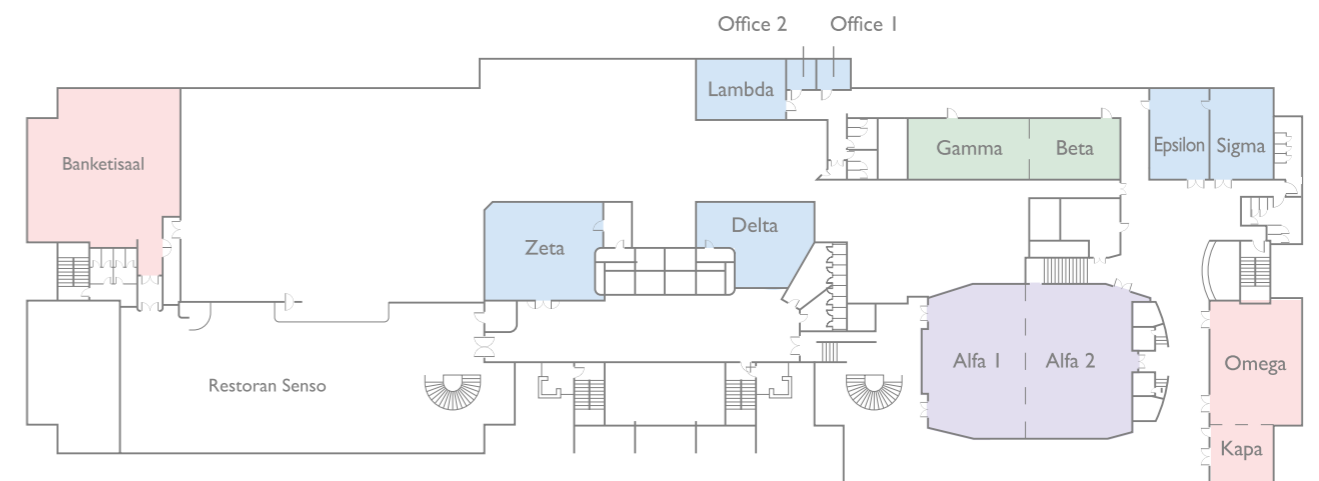 Office 2
Office 1
Lambda
Banketisaal
Gamma
Beta
Epsilon
Sigma
Zeta
Delta
Restoran Senso
Alfa 1
Alfa 2
Omega
Kapa